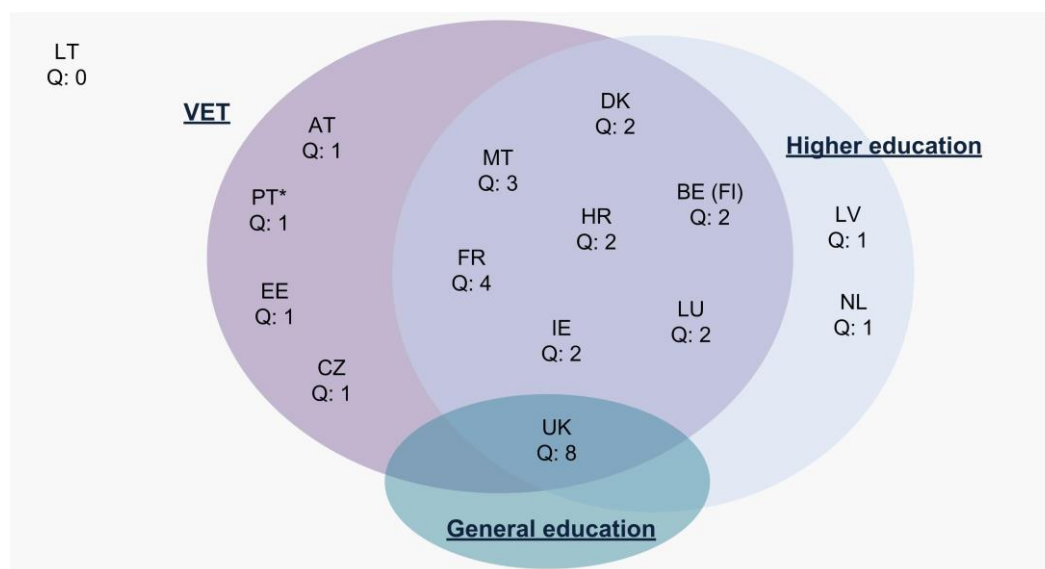 LT
Q: 0
VET
AT
Q: 1
PT*
Q: 1
EE
Q: 1
CZ
Q: 1
DK
Q: 2
MT
Q: 3
BE (FI)
Q: 2
HR
Q: 2
FR
Q: 4
LU
Q: 2
IE
Q: 2
UK
Q: 8
Higher education
LV
Q: 1
NL
Q: 1
General education